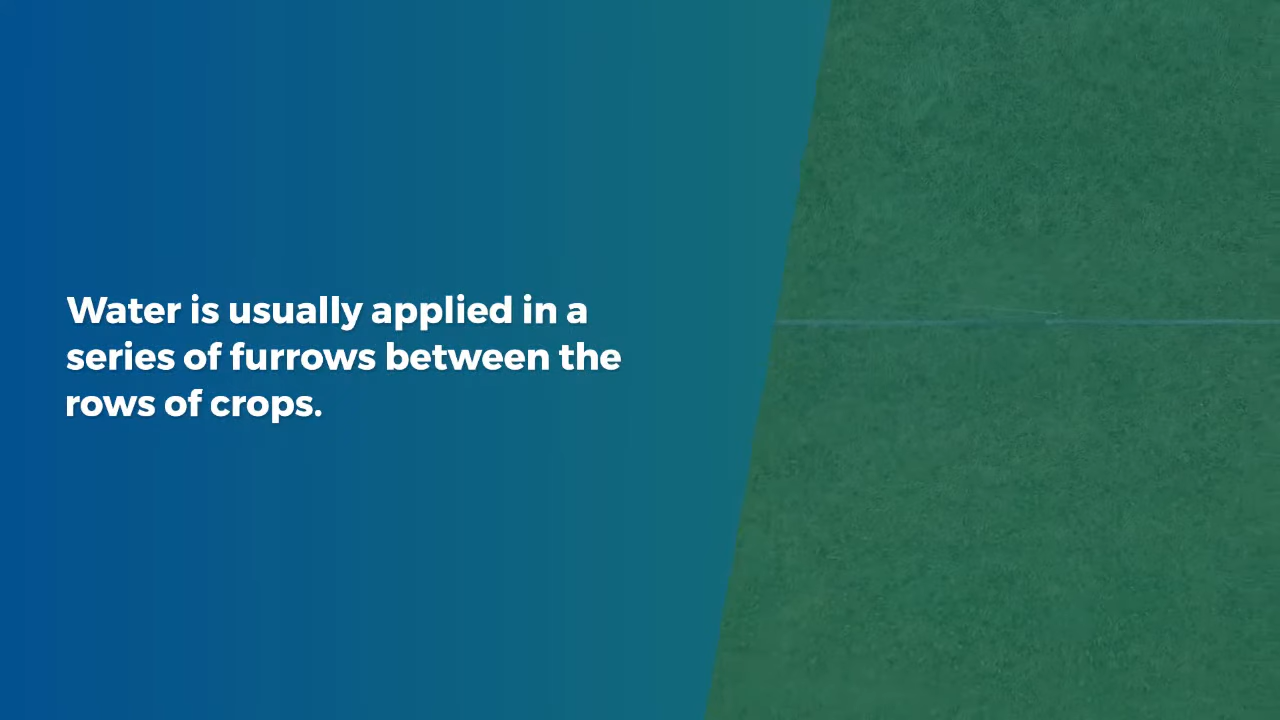 Water is usually applied in a
series of furrows between the
rows of crops.